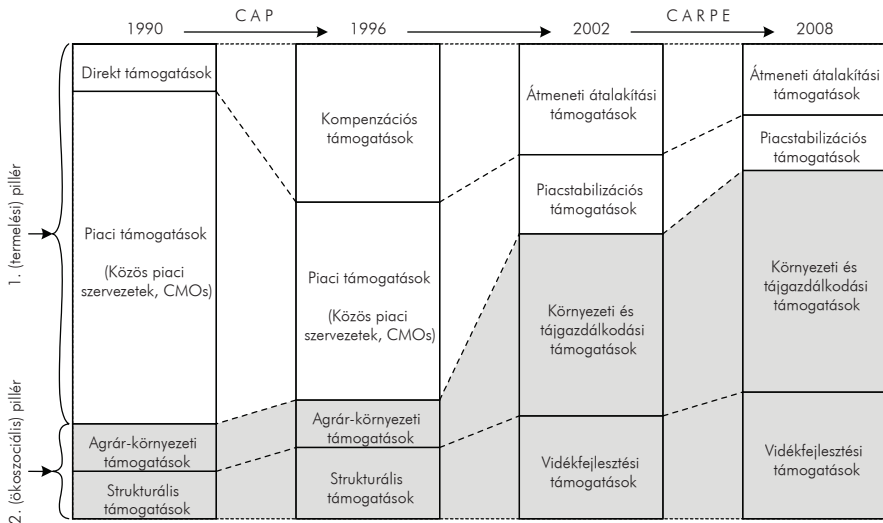 CAP
CARPE
1990
1996
2002
2008
1. (termelési) pillér
2. (ökoszociális) pillér
Direkt támogatások
Piaci támogatások
(Közös piaci
szervezetek, CMOs)
Agrár-környezeti
támogatások
Strukturális
támogatások
Kompenzációs
támogatások
Piaci támogatások
(Közös piaci
szervezetek, CMOs)
Agrár-környezeti
támogatások
Strukturális
támogatások
Átmeneti átalakítási
támogatások
Piacstabilizációs
támogatások
Környezeti és
tájgazdálkodási
támogatások
Vidékfejlesztési
támogatások
Átmeneti átalakítási
támogatások
Piacstabilizációs
támogatások
Környezeti és
tájgazdálkodási
támogatások
Vidékfejlesztési
támogatások